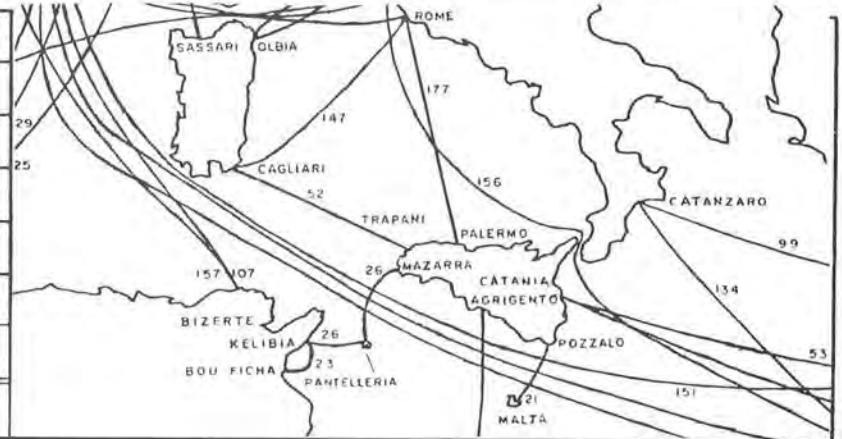 ROME
SASSARI OLBIA
177
147
29
25
CAGLIARI
156
52
CATANZARO
TRAPANI
PALERMO
99
26
MAZARRA
157 107
CATANIA
134
AGRIGENTO
BIZERTE
KELIBIA
26
POZZALO
53
BOU FICHA
23
PANTELLERIA
151
21
MALTA